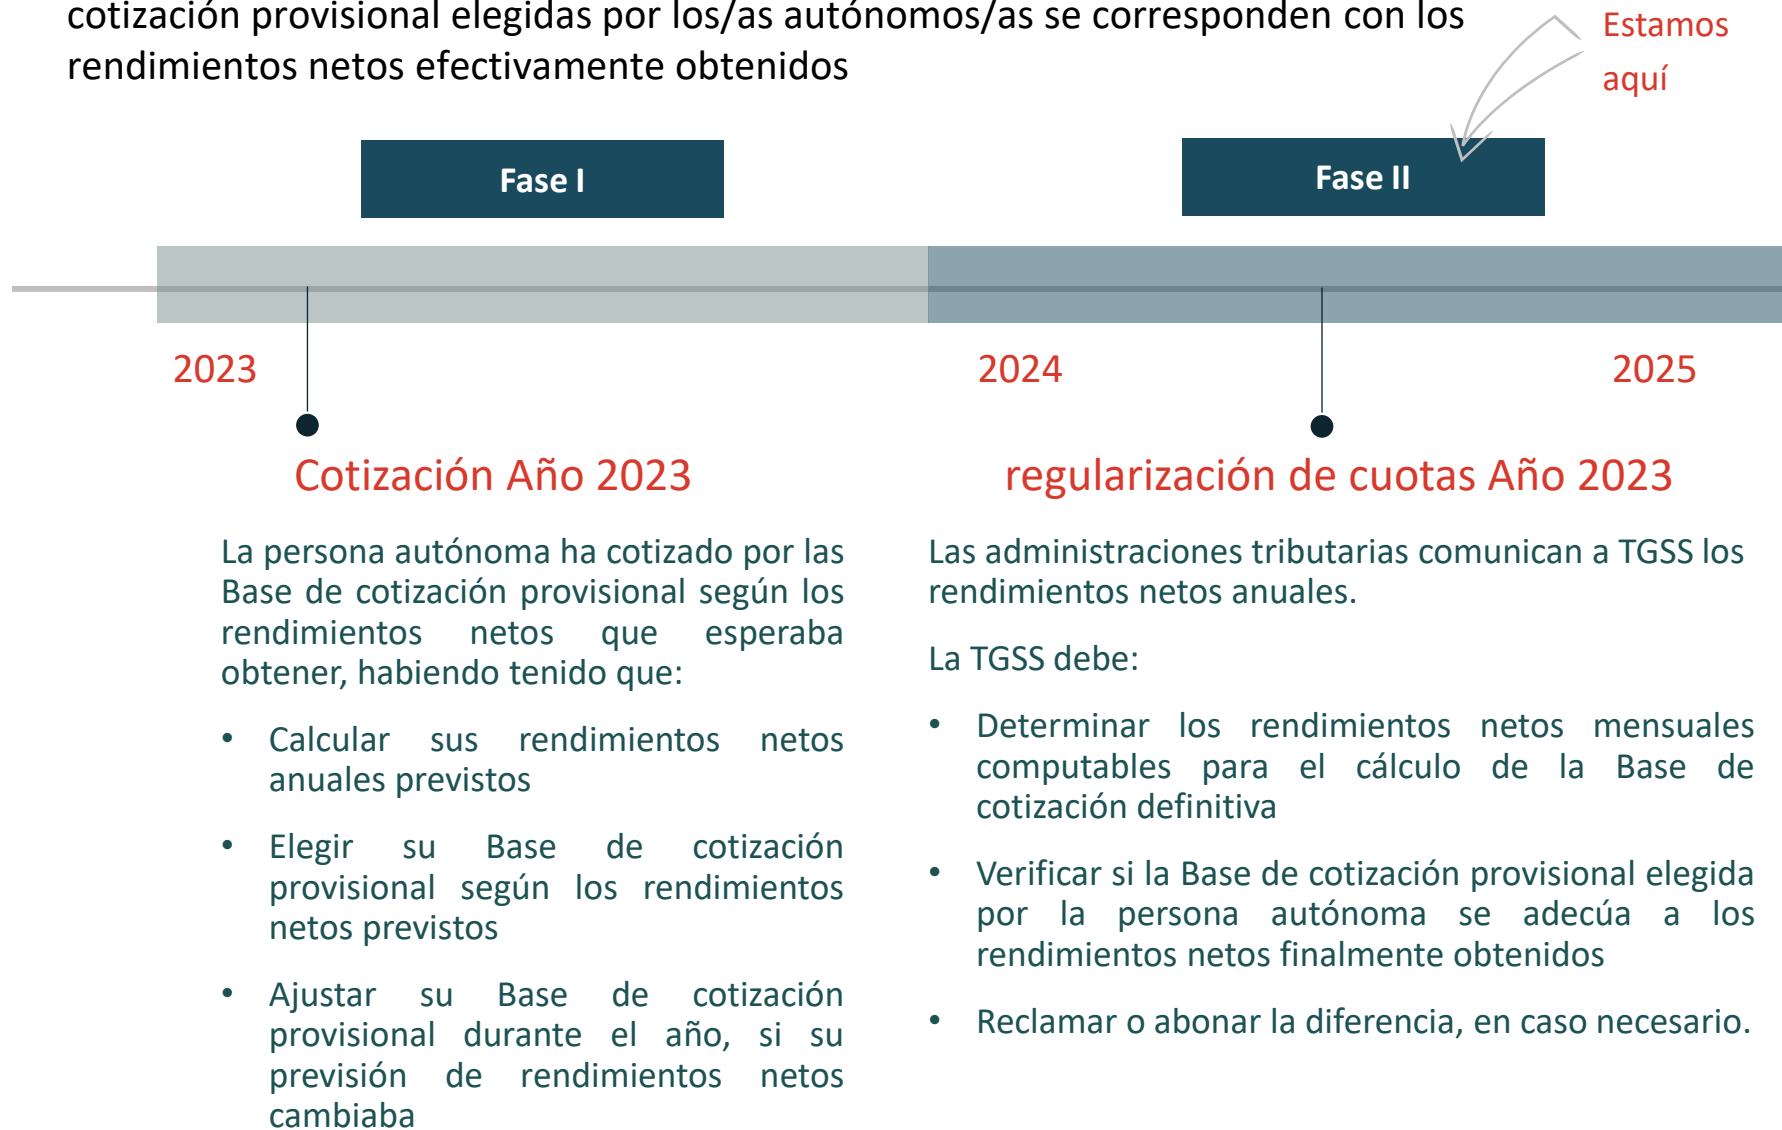 cotización provisional elegidas por los/as autónomos/as se corresponden con los
rendimientos netos efectivamente obtenidos
Estamos
aquí
Fase I
Fase II
2023
2024
2025
Cotización Año 2023
La persona autónoma ha cotizado por las
Base de cotización provisional según los
rendimientos netos que esperaba
obtener, habiendo tenido que:
• Calcular sus rendimientos netos
anuales previstos
• Elegir su Base de cotización
provisional según los rendimientos
netos previstos
• Ajustar su Base de cotización
provisional durante el año, si su
previsión de rendimientos netos
cambiaba
regularización de cuotas Año 2023
Las administraciones tributarias comunican a TGSS los
rendimientos netos anuales.
La TGSS debe:
• Determinar los rendimientos netos mensuales
computables para el cálculo de la Base de
cotización definitiva
• Verificar si la Base de cotización provisional elegida
por la persona autónoma se adecúa a los
rendimientos netos finalmente obtenidos
• Reclamar o abonar la diferencia, en caso necesario.